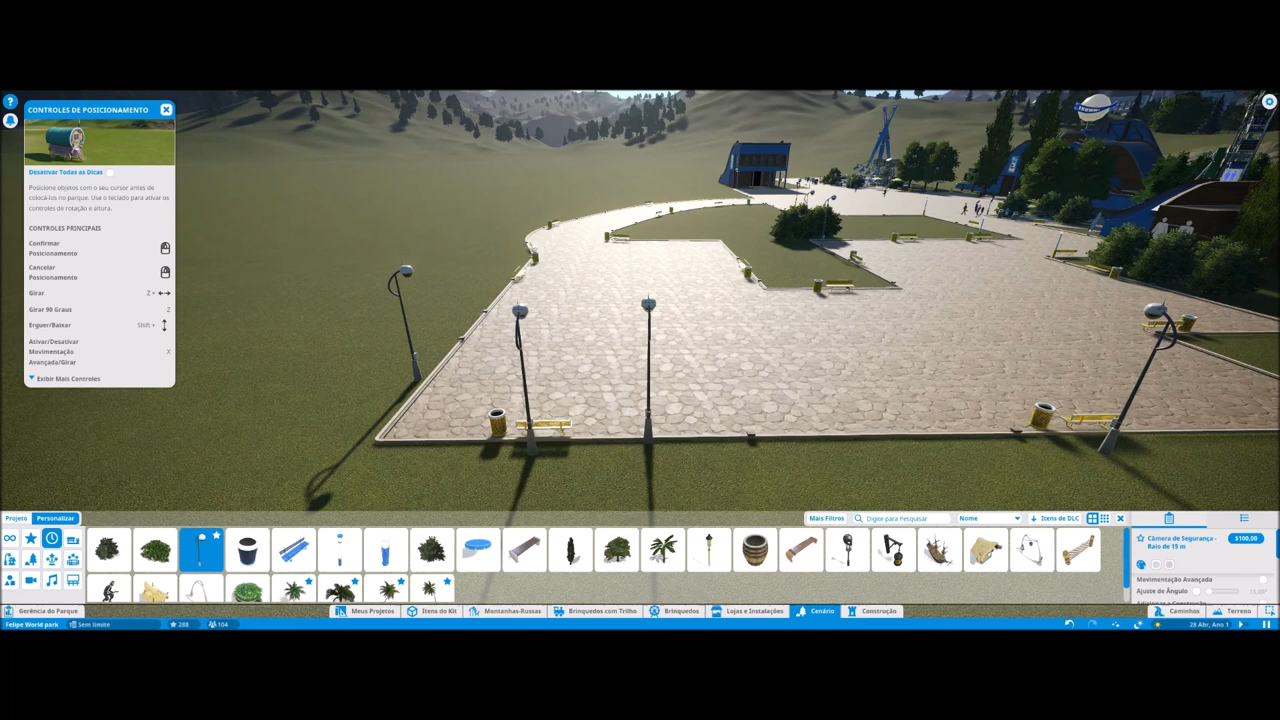 CONTROLES DE POSICIONAMENTO
Desativar Todas as Dicas
Posicione objetos com o seu cursor antes de
colocá-los no parque. Use o teclado para ativar os
controles de rotação e altura.
CONTROLES PRINCIPAIS
Confirmar
Posicionamento
Cancelar
Posicionamento
Girar Z +
Girar 90 Graus Z
Erguer/Baixar Shift +
Ativar/Desativar
Movimentação X
Avançada/Girar
Exibir Mais Controles
Projeto Personalizar
Mais Filtros Digite para Pesquisar Nome Itens de DLC
Câmera de Segurança -
Raio de 15 m
$100,00
Movimentação Avançada
Ajuste de Ângulo
Gerência do Parque Meus Projetos Itens do Kit Montanhas-Russas Brinquedos com Trilho Brinquedos Lojas e Instalações Cenário Construção Caminhos Terreno
Felipe World park Sem limite 288 104 28 Abr, Ano 1